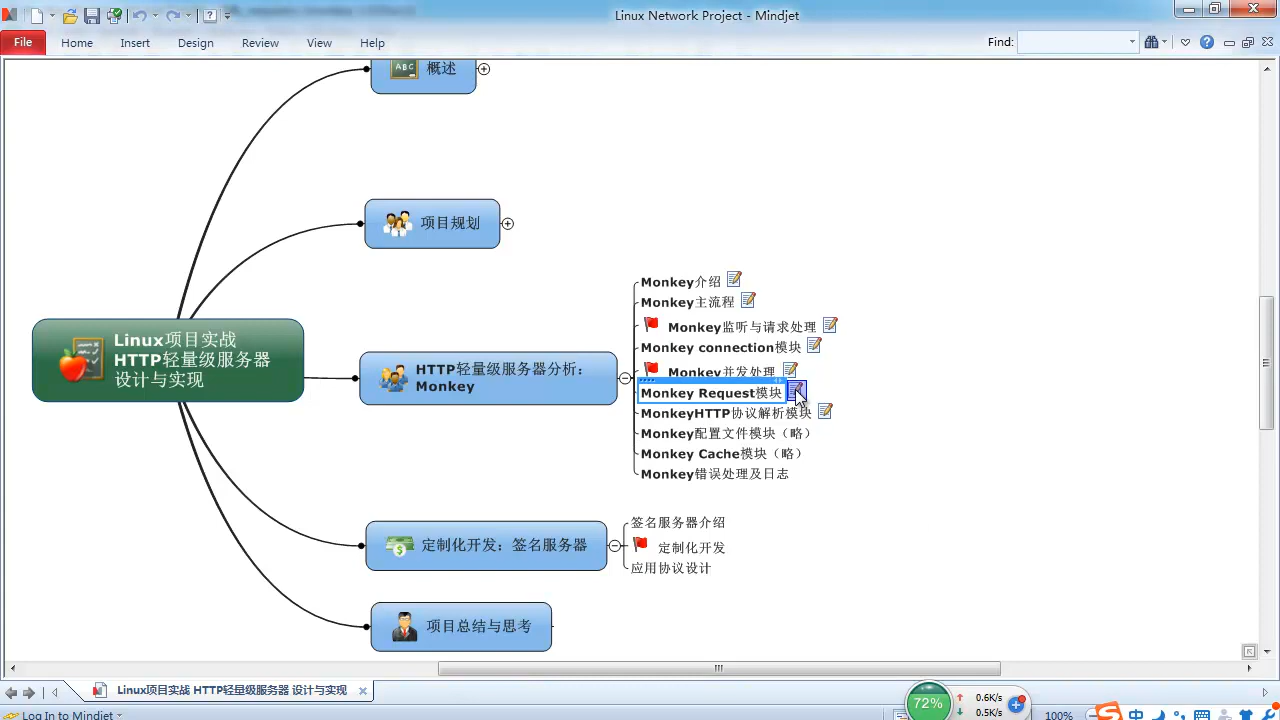 Linux Network Project - Mindjet
File
Home
Insert
Design
Review
View
Help
Find:
ABC
概述
项目规划
Linux项目实战
HTTP轻量级服务器
设计与实现
HTTP轻量级服务器分析：
Monkey
Monkey介绍
Monkey主流程
Monkey监听与请求处理
Monkey connection模块
Monkey并发处理
Monkey Request模块
MonkeyHTTP协议解析模块
Monkey配置文件模块（略）
Monkey Cache模块（略）
Monkey错误处理及日志
定制化开发：签名服务器
签名服务器介绍
定制化开发
应用协议设计
项目总结与思考
Linux项目实战 HTTP轻量级服务器 设计与实现
Log In to Mindjet
72%
0.6K/s
0.5K/s
100%
中